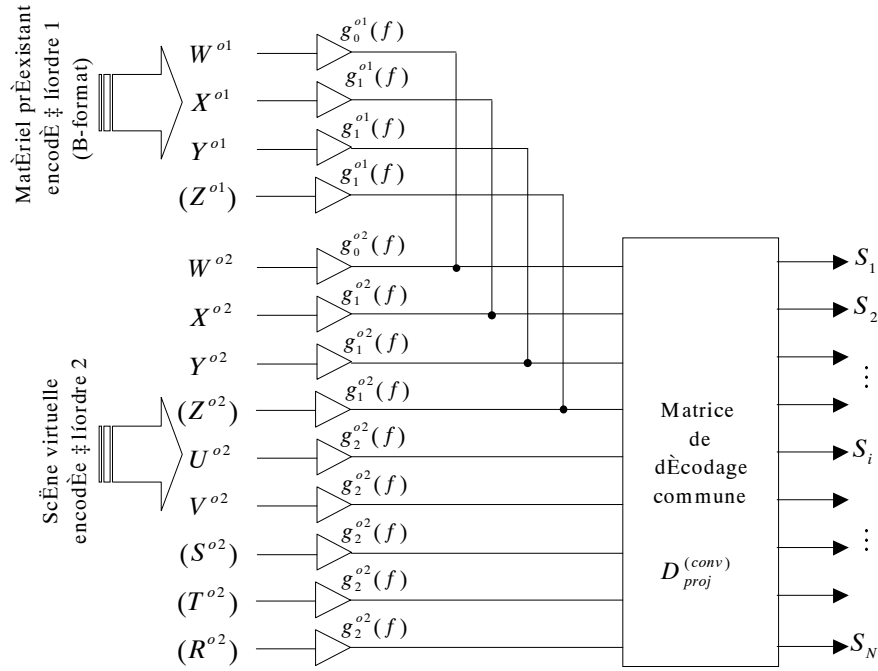 MatÈriel prÈexistant
encodÈ ‡ líordre 1
(B-format)
W^{o1} g_0^{o1}(f)
X^{o1} g_1^{o1}(f)
Y^{o1} g_1^{o1}(f)
(Z^{o1}) g_1^{o1}(f)
ScËne virtuelle
encodÈe ‡ líordre 2
W^{o2} g_0^{o2}(f)
X^{o2} g_1^{o2}(f)
Y^{o2} g_1^{o2}(f)
(Z^{o2}) g_1^{o2}(f)
U^{o2} g_2^{o2}(f)
V^{o2} g_2^{o2}(f)
(S^{o2}) g_2^{o2}(f)
(T^{o2}) g_2^{o2}(f)
(R^{o2}) g_2^{o2}(f)
Matrice
de
dÈcodage
commune
D_{proj}^{(conv)}
S_1
S_2
⋮
S_i
⋮
S_N